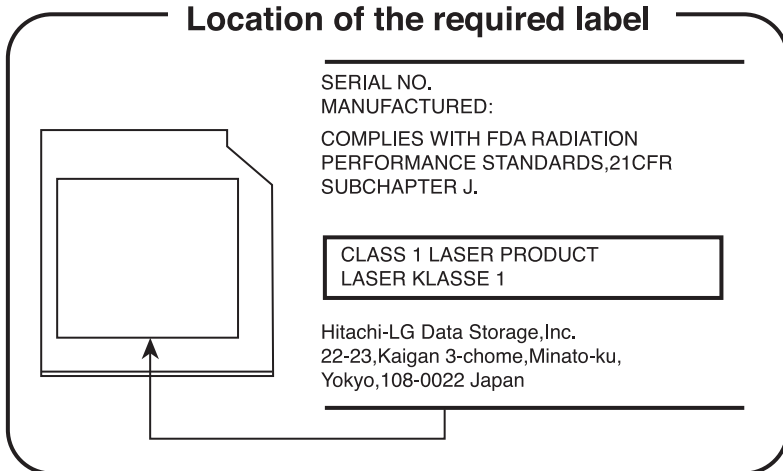 Location of the required label
SERIAL NO.
MANUFACTURED:
COMPLIES WITH FDA RADIATION
PERFORMANCE STANDARDS,21CFR
SUBCHAPTER J.
CLASS 1 LASER PRODUCT
LASER KLASSE 1
Hitachi-LG Data Storage,Inc.
22-23,Kaigan 3-chome,Minato-ku,
Yokyo,108-0022 Japan